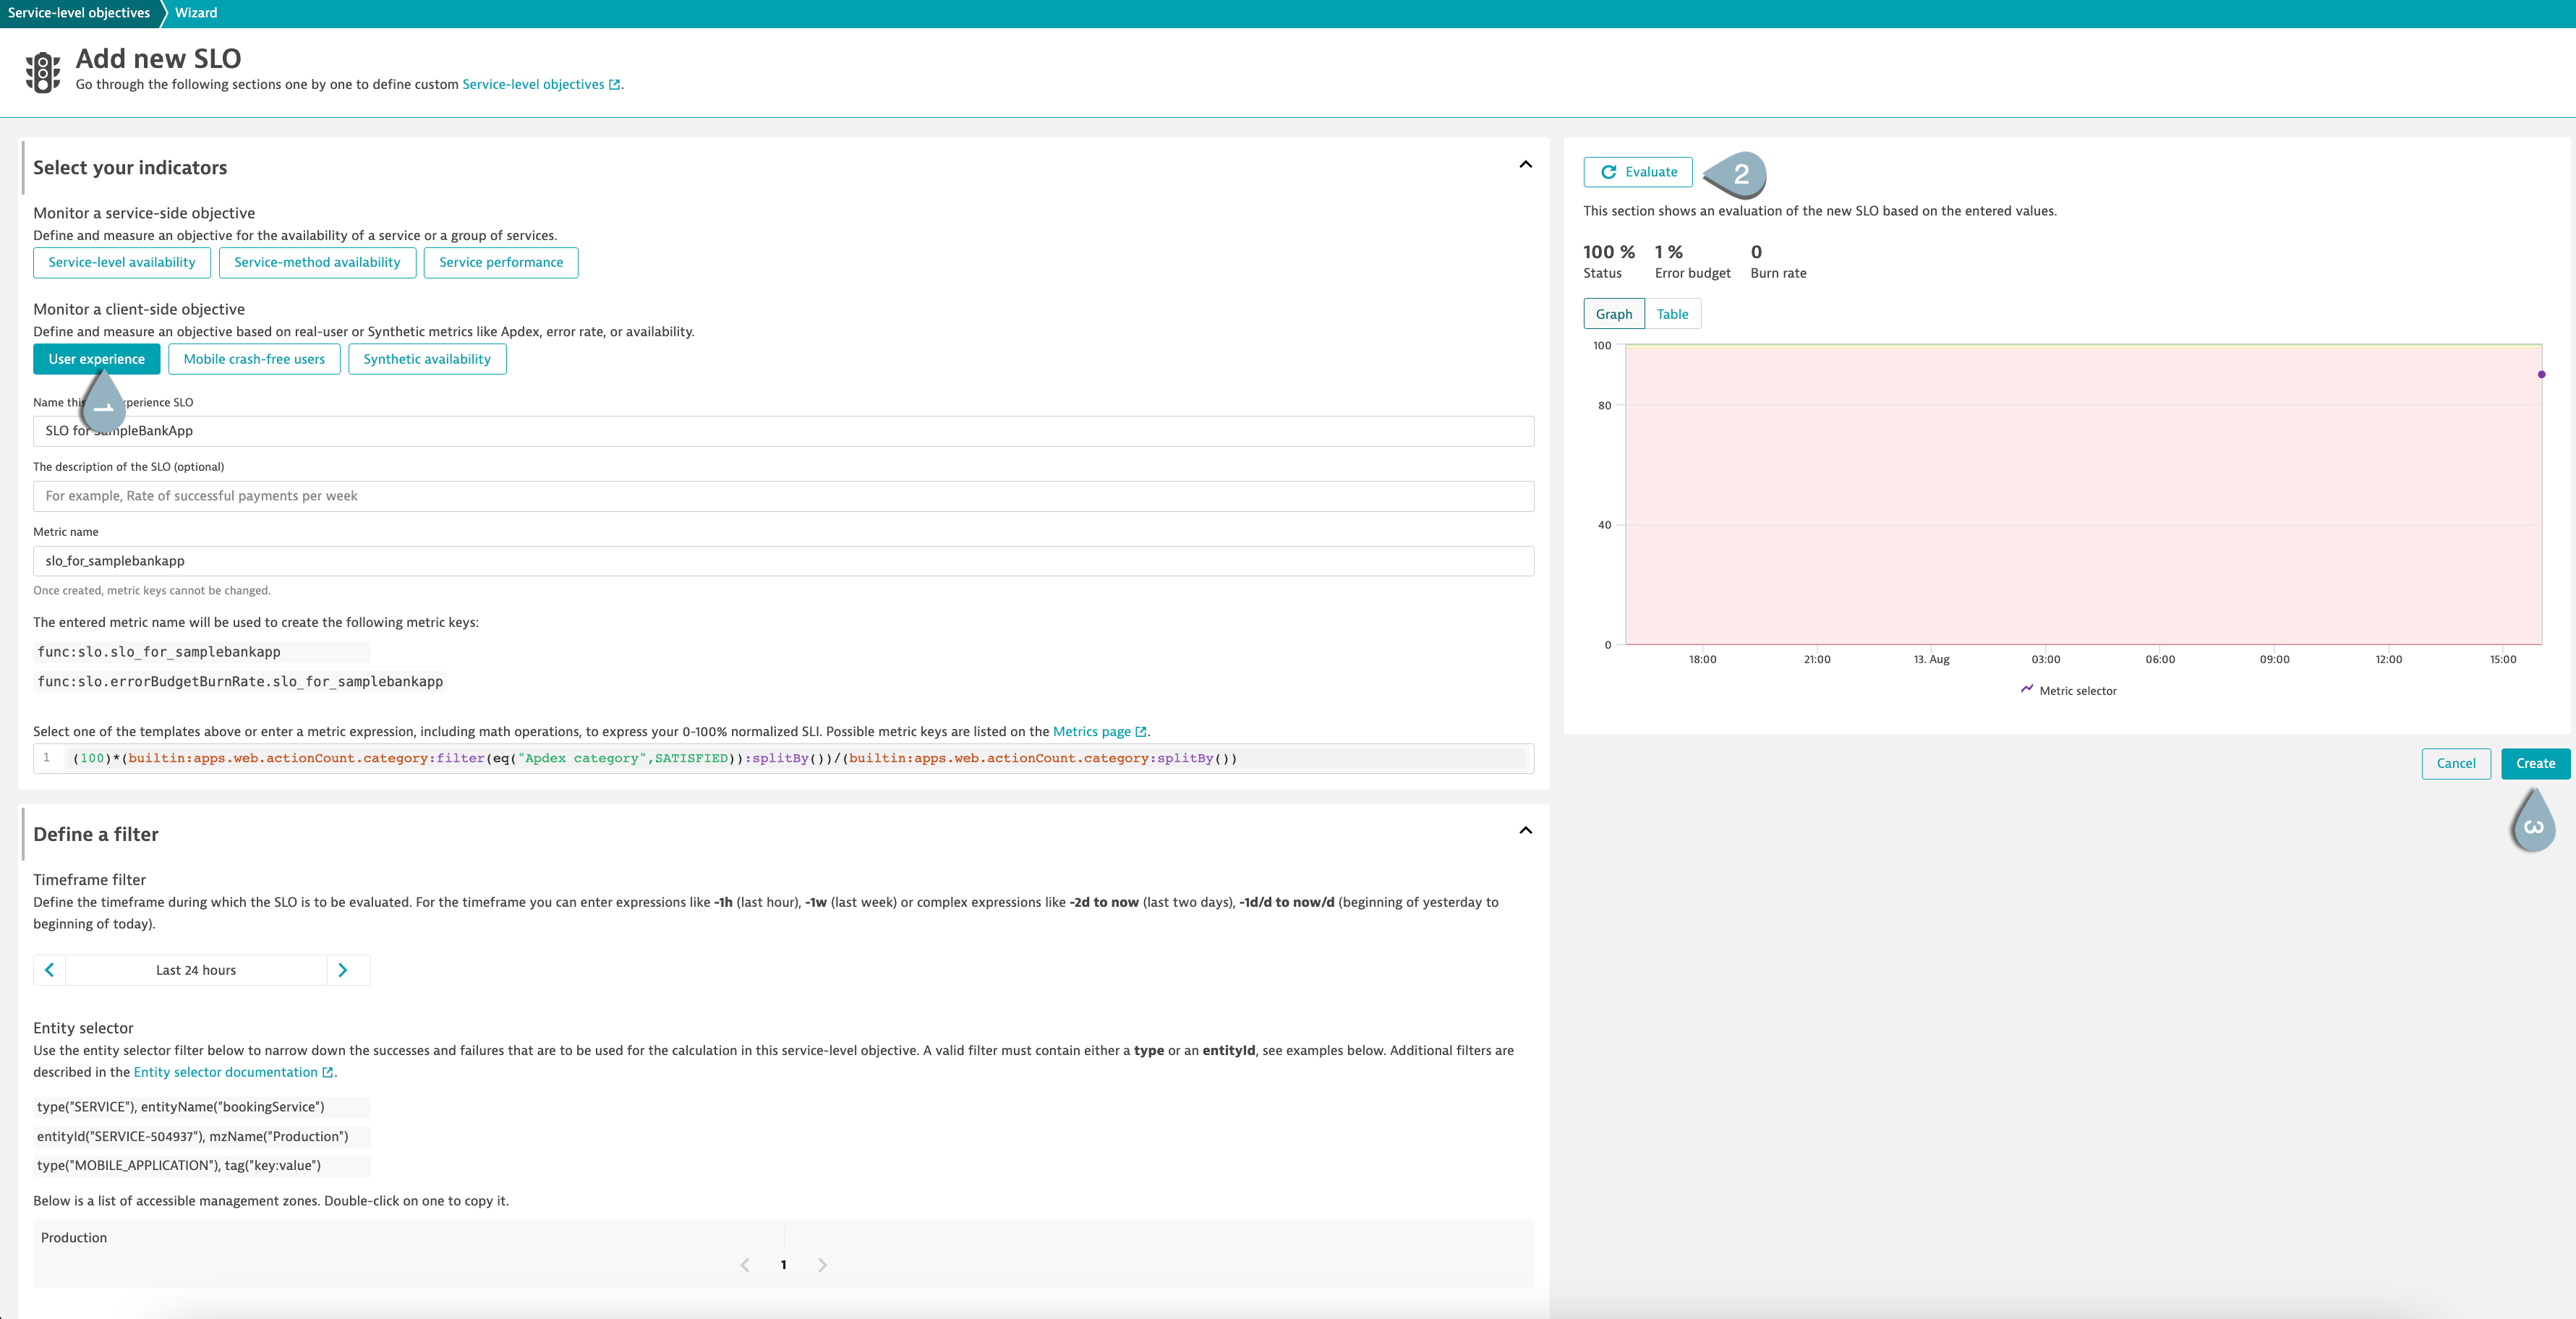 Service-level objectives
Wizard
Add new SLO
Go through the following sections one by one to define custom Service-level objectives.
Select your indicators
Monitor a service-side objective
Define and measure an objective for the availability of a service or a group of services.
Service-level availability
Service-method availability
Service performance
Monitor a client-side objective
Define and measure an objective based on real-user or Synthetic metrics like Apdex, error rate, or availability.
User experience
Mobile crash-free users
Synthetic availability
1
Name this xperience SLO
SLO for SampleBankApp
The description of the SLO (optional)
For example, Rate of successful payments per week
Metric name
slo_for_samplebankapp
Once created, metric keys cannot be changed.
The entered metric name will be used to create the following metric keys:
func:slo.slo_for_samplebankapp
func:slo.errorBudgetBurnRate.slo_for_samplebankapp
Select one of the templates above or enter a metric expression, including math operations, to express your 0-100% normalized SLI. Possible metric keys are listed on the Metrics page.
1 (100)*(builtin:apps.web.actionCount.category:filter(eq("Apdex category",SATISFIED)):splitBy())/(builtin:apps.web.actionCount.category:splitBy())
Define a filter
Timeframe filter
Define the timeframe during which the SLO is to be evaluated. For the timeframe you can enter expressions like -1h (last hour), -1w (last week) or complex expressions like -2d to now (last two days), -1d/d to now/d (beginning of yesterday to
beginning of today).
Last 24 hours
Entity selector
Use the entity selector filter below to narrow down the successes and failures that are to be used for the calculation in this service-level objective. A valid filter must contain either a type or an entityId, see examples below. Additional filters are
described in the Entity selector documentation.
type("SERVICE"), entityName("bookingService")
entityId("SERVICE-504937"), mzName("Production")
type("MOBILE_APPLICATION"), tag("key:value")
Below is a list of accessible management zones. Double-click on one to copy it.
Production
1
Evaluate
2
This section shows an evaluation of the new SLO based on the entered values.
100 % 1 % 0
Status Error budget Burn rate
Graph Table
100
80
40
0
18:00 21:00 13. Aug 03:00 06:00 09:00 12:00 15:00
Metric selector
Cancel
Create
3